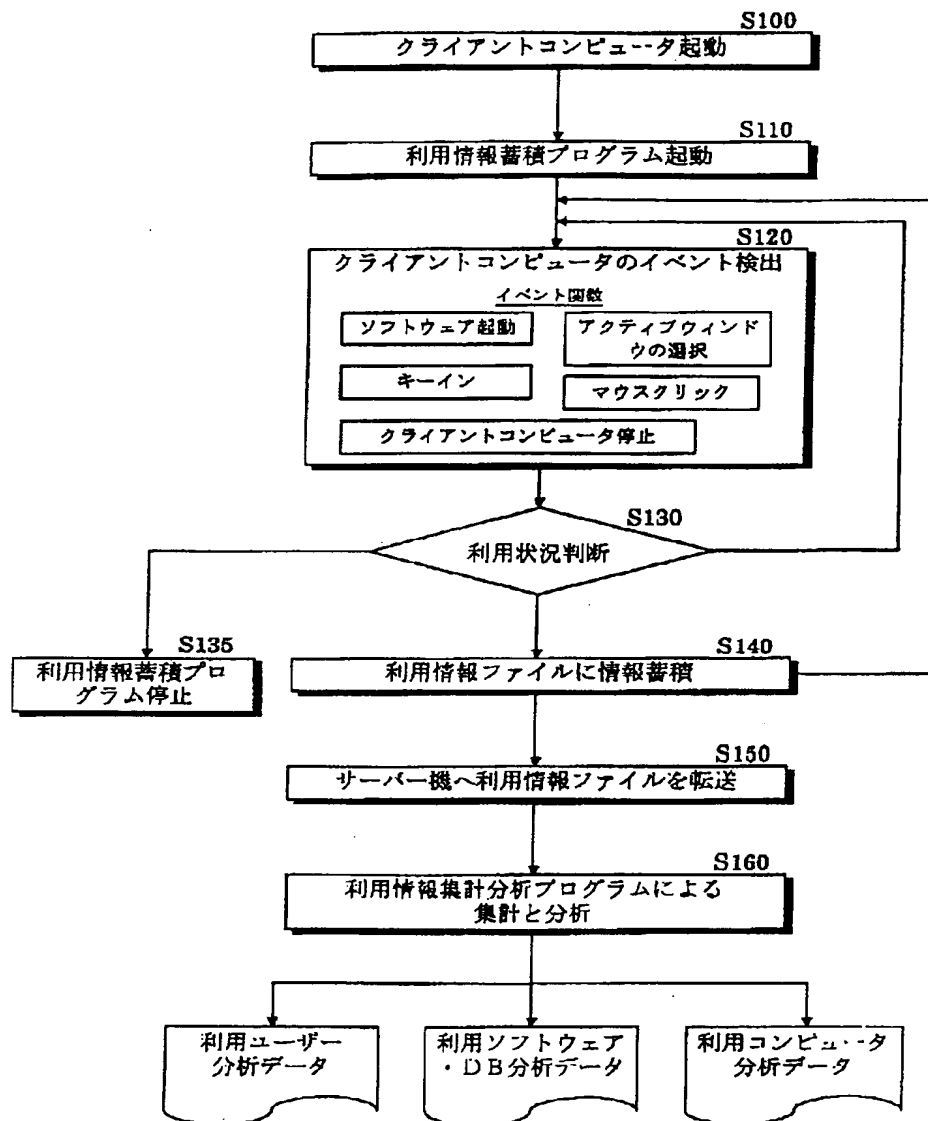 S100
クライアントコンピュータ起動
S110
利用情報蓄積プログラム起動
S120
クライアントコンピュータのイベント検出
イベント関数
ソフトウェア起動
アクティブウィンド
ウの選択
キーイン
マウスクリック
クライアントコンピュータ停止
S130
利用状況判断
S135
利用情報蓄積プロ
グラム停止
S140
利用情報ファイルに情報蓄積
S150
サーバー機へ利用情報ファイルを転送
S160
利用情報集計分析プログラムによる
集計と分析
利用ユーザー
分析データ
利用ソフトウェア
・DB分析データ
利用コンピュータ
分析データ